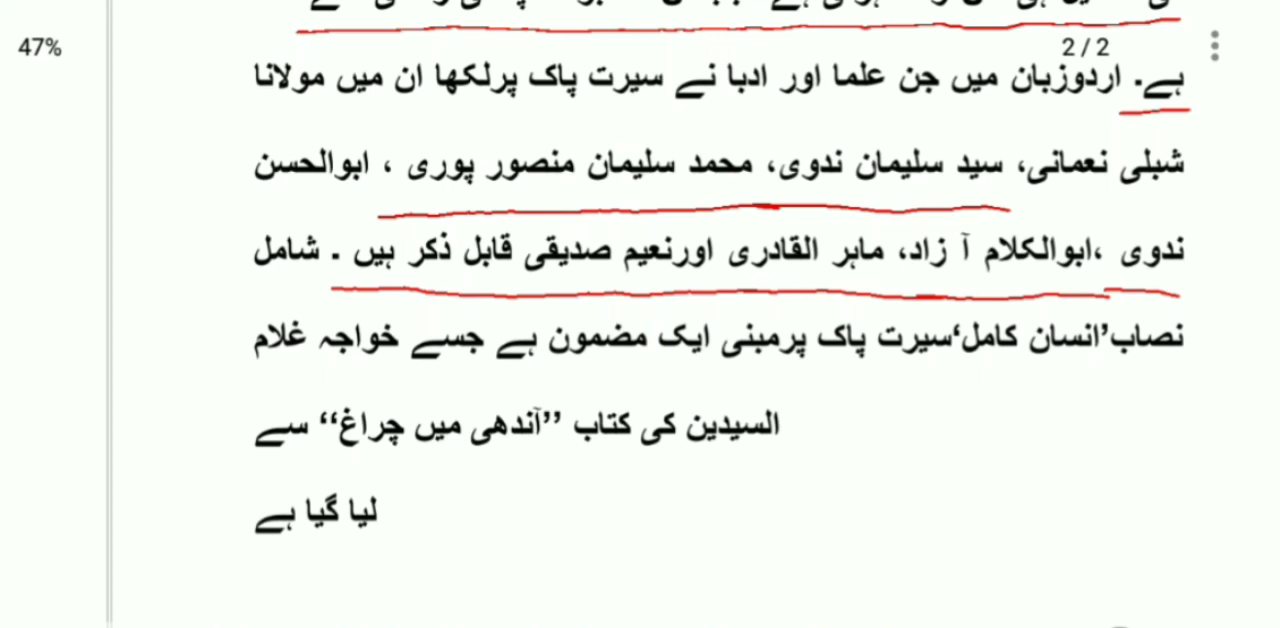 47%
2 / 2
ہے۔ اردوزبان میں جن علما اور ادبا نے سیرت پاک پرلکھا ان میں مولانا
شبلی نعمانی، سید سلیمان ندوی، محمد سلیمان منصور پوری ، ابوالحسن
ندوی ،ابوالکلام آ زاد، ماہر القادری اورنعیم صدیقی قابل ذکر ہیں ۔ شامل
نصاب’انسان کامل‘سیرت پاک پرمبنی ایک مضمون ہے جسے خواجہ غلام
السیدین کی کتاب ’’آندھی میں چراغ‘‘ سے
لیا گیا ہے